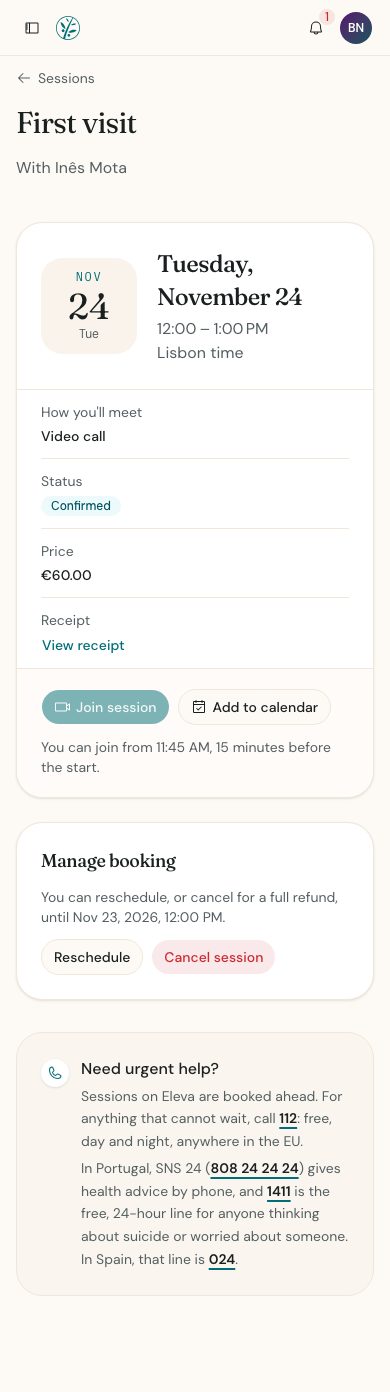 1
BN
Sessions
First visit
With Inês Mota
NOV
24
Tue
Tuesday,
November 24
12:00 – 1:00 PM
Lisbon time
How you'll meet
Video call
Status
Confirmed
Price
€60.00
Receipt
View receipt
Join session
Add to calendar
You can join from 11:45 AM, 15 minutes before
the start.
Manage booking
You can reschedule, or cancel for a full refund,
until Nov 23, 2026, 12:00 PM.
Reschedule
Cancel session
Need urgent help?
Sessions on Eleva are booked ahead. For
anything that cannot wait, call 112: free,
day and night, anywhere in the EU.
In Portugal, SNS 24 (808 24 24 24) gives
health advice by phone, and 1411 is the
free, 24-hour line for anyone thinking
about suicide or worried about someone.
In Spain, that line is 024.